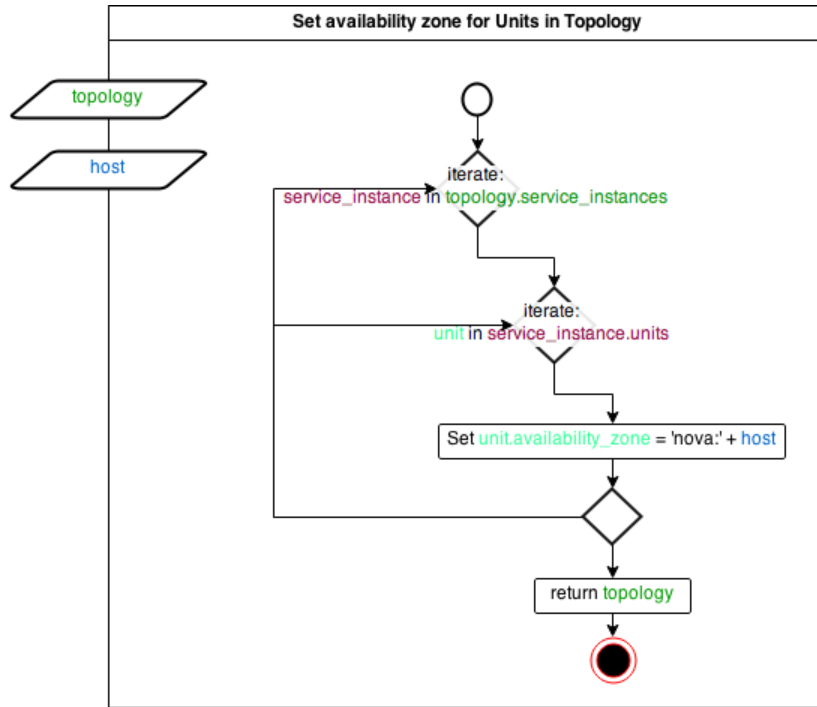 Set availability zone for Units in Topology
topology
host
iterate:
service_instance in topology.service_instances
iterate:
unit in service_instance.units
Set unit.availability_zone = 'nova:' + host
return topology